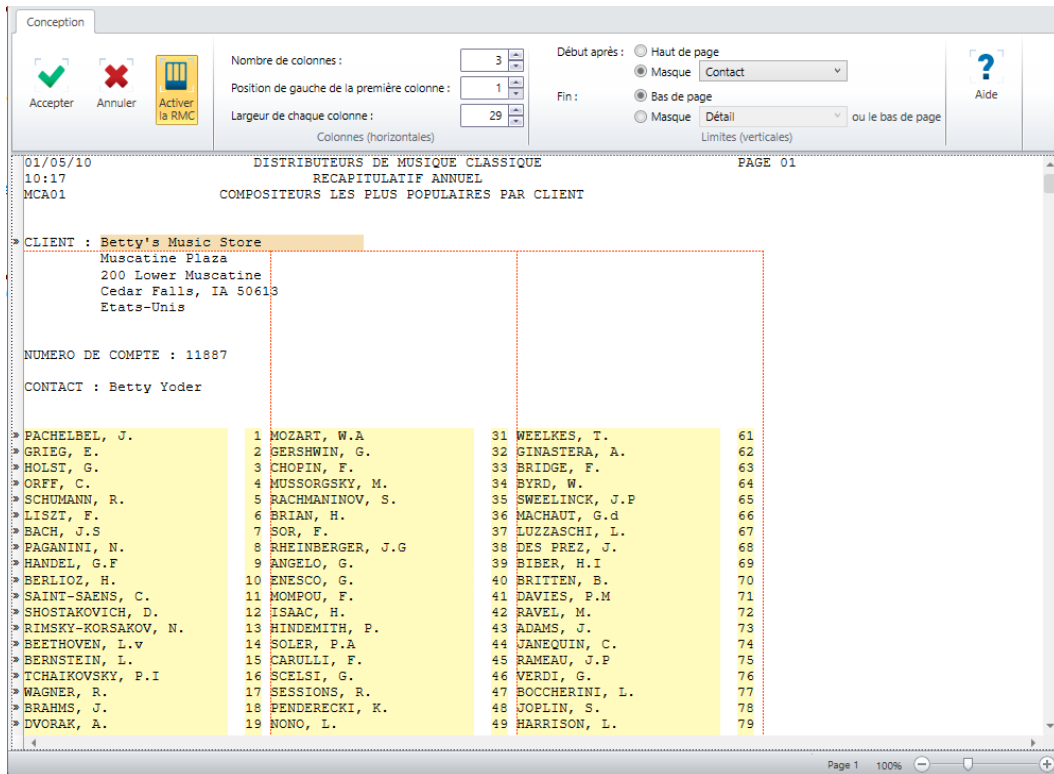 Conception
Accepter
Annuler
Activer
la RMC
Nombre de colonnes : 3
Position de gauche de la première colonne : 1
Largeur de chaque colonne : 29
Colonnes (horizontales)
Début après : Haut de page
Masque Contact
Fin : Bas de page
Masque Détail ou le bas de page
Limites (verticales)
?
Aide
01/05/10 DISTRIBUTEURS DE MUSIQUE CLASSIQUE PAGE 01
10:17 RECAPITULATIF ANNUEL
MCA01 COMPOSITEURS LES PLUS POPULAIRES PAR CLIENT
CLIENT : Betty's Music Store
Muscatine Plaza
200 Lower Muscatine
Cedar Falls, IA 50613
Etats-Unis
NUMERO DE COMPTE : 11887
CONTACT : Betty Yoder
PACHELBEL, J. 1 MOZART, W.A 31 WEELKES, T. 61
GRIEG, E. 2 GERSHWIN, G. 32 GINASTERA, A. 62
HOLST, G. 3 CHOPIN, F. 33 BRIDGE, F. 63
ORFF, C. 4 MUSSORGSKY, M. 34 BYRD, W. 64
SCHUMANN, R. 5 RACHMANINOV, S. 35 SWEELINCK, J.P 65
LISZT, F. 6 BRIAN, H. 36 MACHAUT, G.d 66
BACH, J.S 7 SOR, F. 37 LUZZASCHI, L. 67
PAGANINI, N. 8 RHEINBERGER, J.G 38 DES PREZ, J. 68
HANDEL, G.F 9 ANGELO, G. 39 BIBER, H.I 69
BERLIOZ, H. 10 ENESCO, G. 40 BRITTEN, B. 70
SAINT-SAENS, C. 11 MOMPOU, F. 41 DAVIES, P.M 71
SHOSTAKOVICH, D. 12 ISAAC, H. 42 RAVEL, M. 72
RIMSKY-KORSAKOV, N. 13 HINDEMITH, P. 43 ADAMS, J. 73
BEETHOVEN, L.v 14 SOLER, P.A 44 JANEQUIN, C. 74
BERNSTEIN, L. 15 CARULLI, F. 45 RAMEAU, J.P 75
TCHAIKOVSKY, P.I 16 SCELSI, G. 46 VERDI, G. 76
WAGNER, R. 17 SESSIONS, R. 47 BOCCHERINI, L. 77
BRAHMS, J. 18 PENDERECKI, K. 48 JOPLIN, S. 78
DVORAK, A. 19 NONO, L. 49 HARRISON, L. 79
Page 1 100%